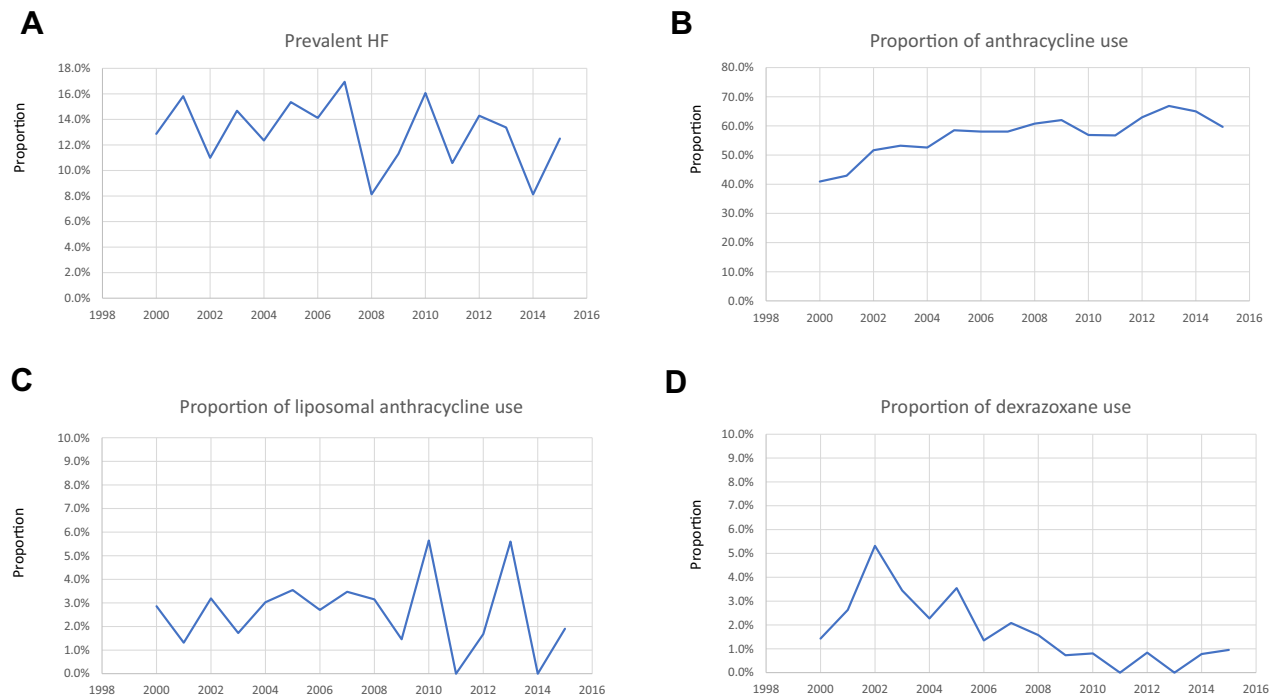 A
Prevalent HF
Proportion
18.0%
16.0%
14.0%
12.0%
10.0%
8.0%
6.0%
4.0%
2.0%
0.0%
1998 2000 2002 2004 2006 2008 2010 2012 2014 2016
B
Proportion of anthracycline use
Proportion
80.0%
70.0%
60.0%
50.0%
40.0%
30.0%
20.0%
10.0%
0.0%
1998 2000 2002 2004 2006 2008 2010 2012 2014 2016
C
Proportion of liposomal anthracycline use
Proportion
10.0%
9.0%
8.0%
7.0%
6.0%
5.0%
4.0%
3.0%
2.0%
1.0%
0.0%
1998 2000 2002 2004 2006 2008 2010 2012 2014 2016
D
Proportion of dexrazoxane use
Proportion
10.0%
9.0%
8.0%
7.0%
6.0%
5.0%
4.0%
3.0%
2.0%
1.0%
0.0%
1998 2000 2002 2004 2006 2008 2010 2012 2014 2016